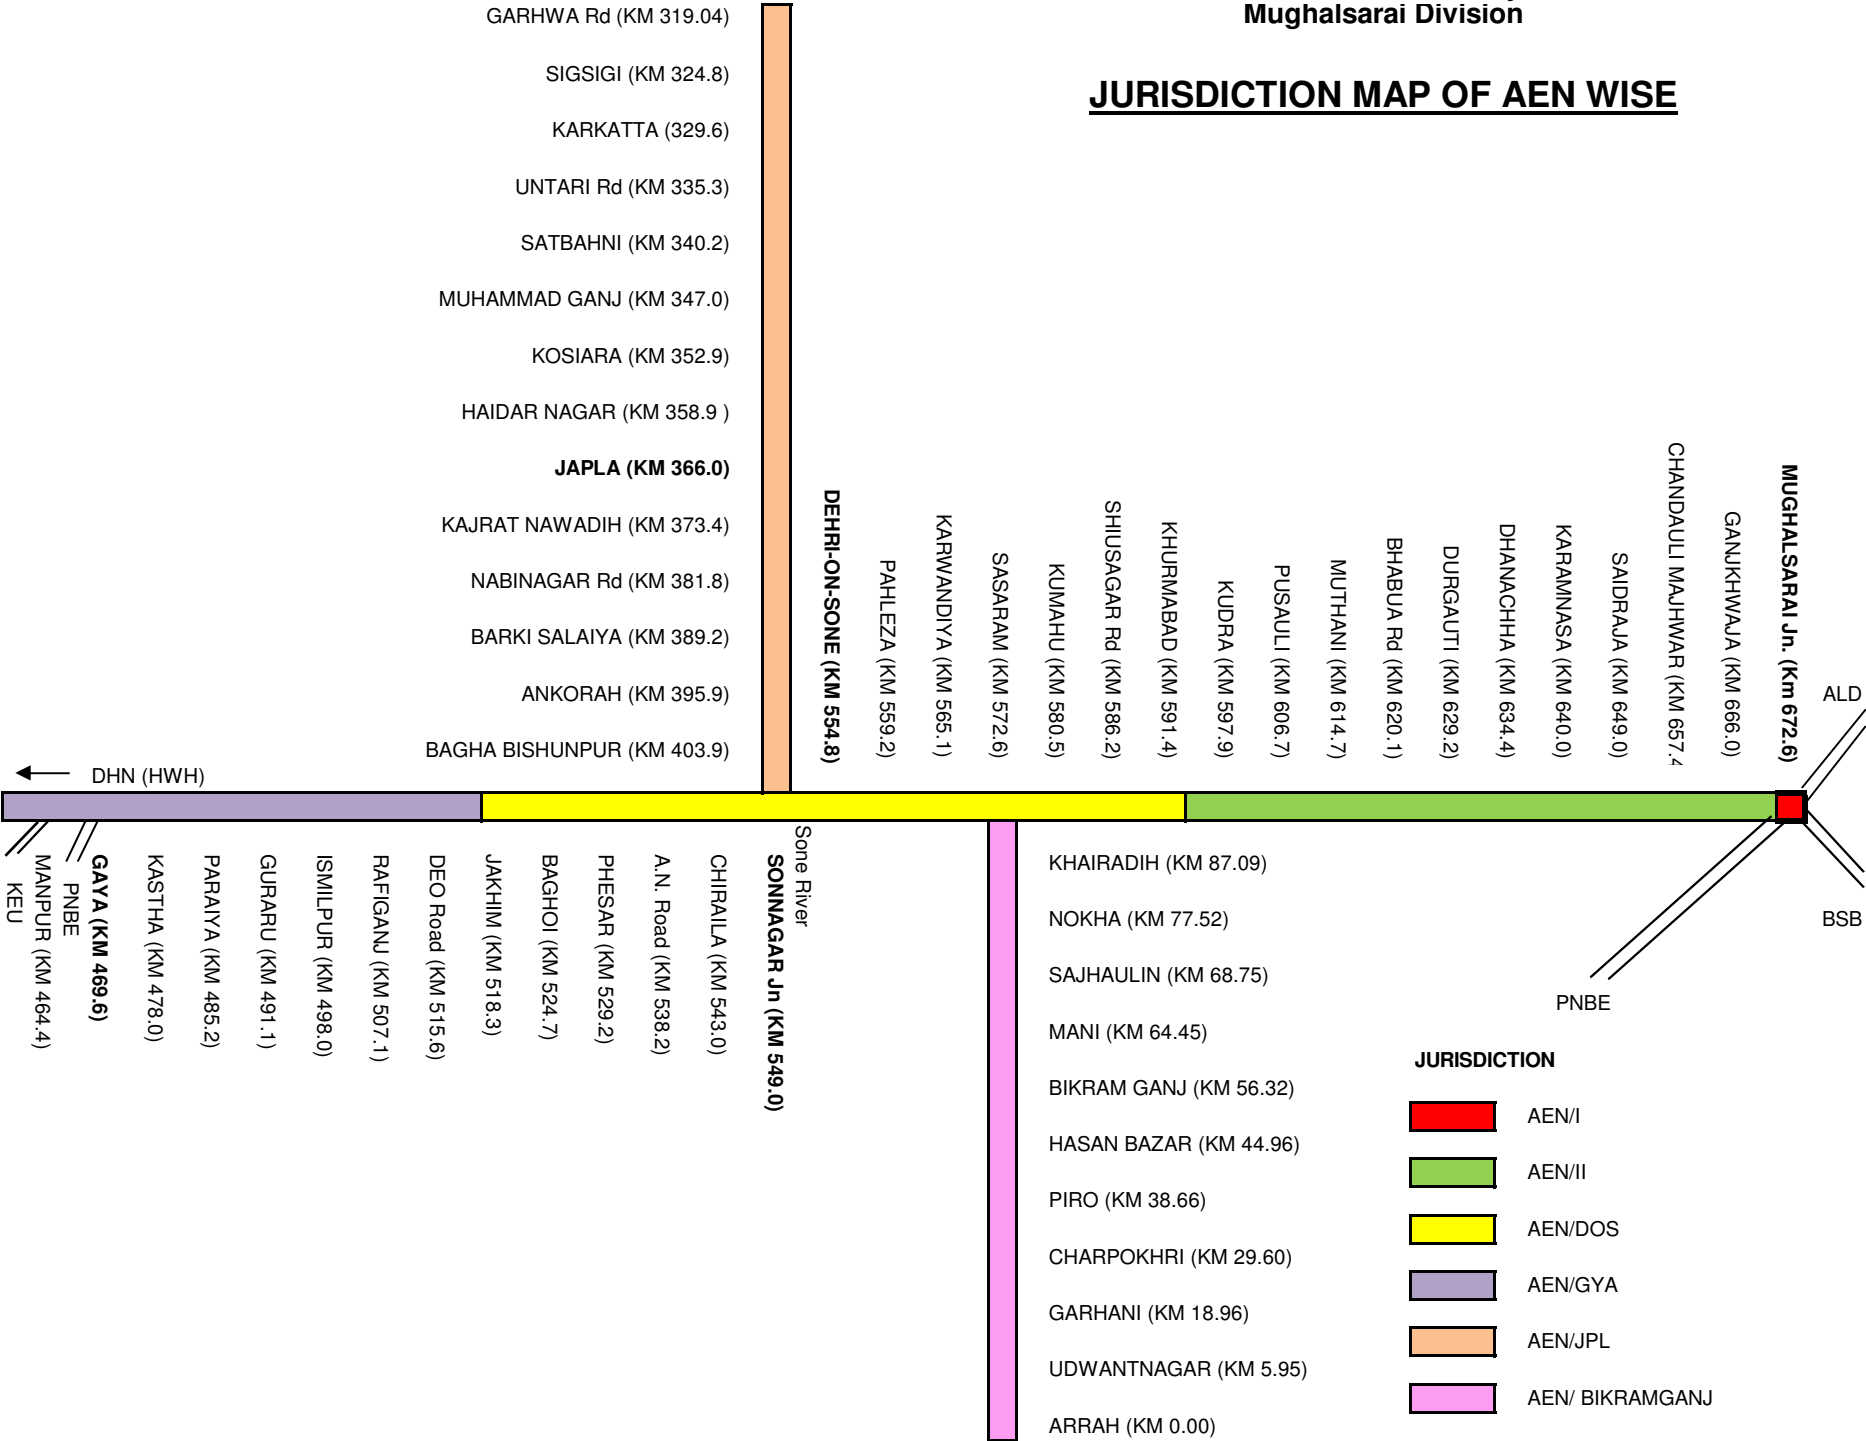 Mughalsarai Division
JURISDICTION MAP OF AEN WISE
GARHWA Rd (KM 319.04)
SIGSIGI (KM 324.8)
KARKATTA (329.6)
UNTARI Rd (KM 335.3)
SATBAHNI (KM 340.2)
MUHAMMAD GANJ (KM 347.0)
KOSIARA (KM 352.9)
HAIDAR NAGAR (KM 358.9 )
JAPLA (KM 366.0)
KAJRAT NAWADIH (KM 373.4)
NABINAGAR Rd (KM 381.8)
BARKI SALAIYA (KM 389.2)
ANKORAH (KM 395.9)
BAGHA BISHUNPUR (KM 403.9)
DHN (HWH)
DEHRI-ON-SONE (KM 554.8)
PAHLEZA (KM 559.2)
KARWANDIYA (KM 565.1)
SASARAM (KM 572.6)
KUMAHU (KM 580.5)
SHIUSAGAR Rd (KM 586.2)
KHURMABAD (KM 591.4)
KUDRA (KM 597.9)
PUSAULI (KM 606.7)
MUTHANI (KM 614.7)
BHABUA Rd (KM 620.1)
DURGAUTI (KM 629.2)
DHANACHHA (KM 634.4)
KARAMNASA (KM 640.0)
SAIDRAJA (KM 649.0)
CHANDAULI MAJHWAR (KM 657.4
GANJKHWAJA (KM 666.0)
MUGHALSARAI Jn. (Km 672.6)
ALD
BSB
PNBE
KEU
MANPUR (KM 464.4)
PNBE
GAYA (KM 469.6)
KASTHA (KM 478.0)
PARAIYA (KM 485.2)
GURARU (KM 491.1)
ISMILPUR (KM 498.0)
RAFIGANJ (KM 507.1)
DEO Road (KM 515.6)
JAKHIM (KM 518.3)
BAGHOI (KM 524.7)
PHESAR (KM 529.2)
A.N. Road (KM 538.2)
CHIRAILA (KM 543.0)
SONNAGAR Jn (KM 549.0)
Sone River
KHAIRADIH (KM 87.09)
NOKHA (KM 77.52)
SAJHAULIN (KM 68.75)
MANI (KM 64.45)
BIKRAM GANJ (KM 56.32)
HASAN BAZAR (KM 44.96)
PIRO (KM 38.66)
CHARPOKHRI (KM 29.60)
GARHANI (KM 18.96)
UDWANTNAGAR (KM 5.95)
ARRAH (KM 0.00)
JURISDICTION
AEN/I
AEN/II
AEN/DOS
AEN/GYA
AEN/JPL
AEN/ BIKRAMGANJ